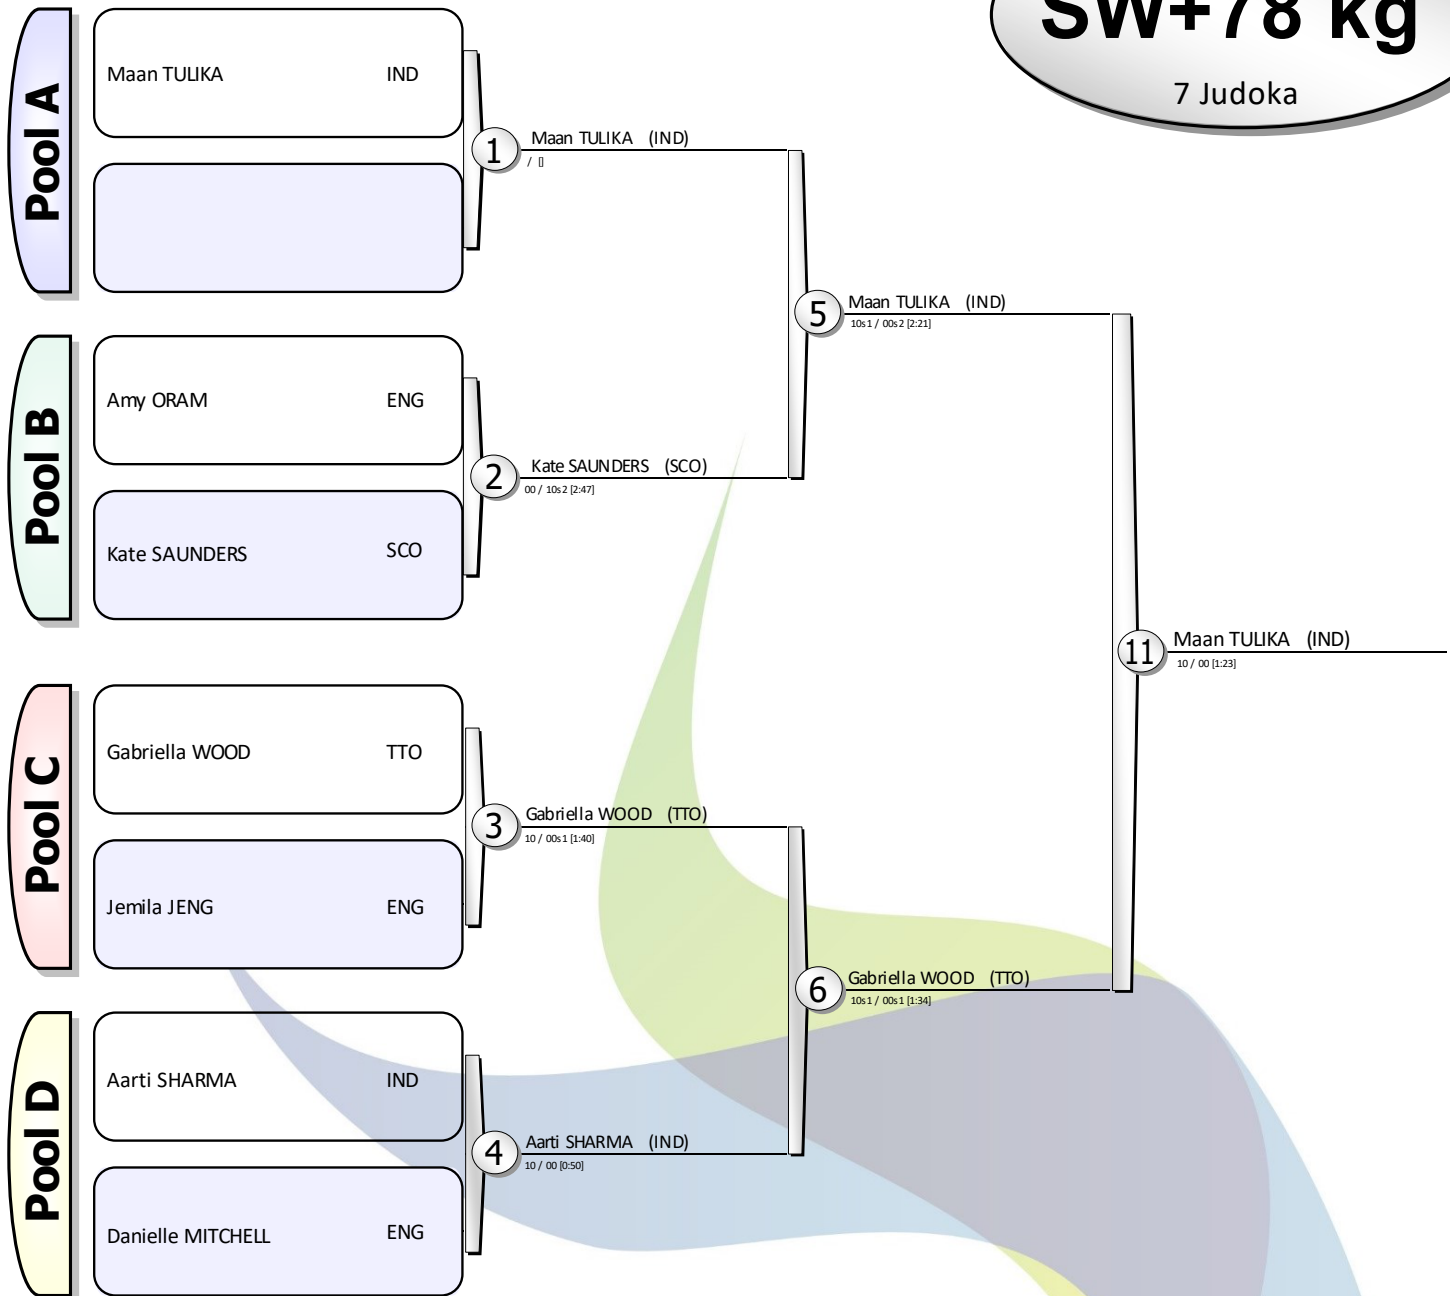 SW+78 kg
7 Judoka
Pool A
Maan TULIKA IND
1 Maan TULIKA (IND)
/ []
5 Maan TULIKA (IND)
10s1 / 00s2 [2:21]
Pool B
Amy ORAM ENG
2 Kate SAUNDERS (SCO)
00 / 10s2 [2:47]
Kate SAUNDERS SCO
11 Maan TULIKA (IND)
10 / 00 [1:23]
Pool C
Gabriella WOOD TTO
3 Gabriella WOOD (TTO)
10 / 00s1 [1:40]
Jemila JENG ENG
6 Gabriella WOOD (TTO)
10s1 / 00s1 [1:34]
Pool D
Aarti SHARMA IND
4 Aarti SHARMA (IND)
10 / 00 [0:50]
Danielle MITCHELL ENG